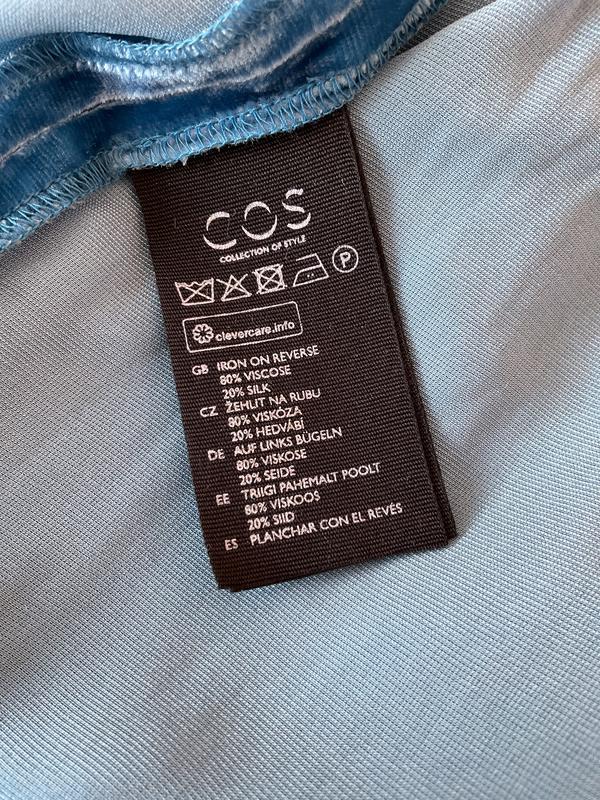 COS
COLLECTION OF STYLE
P
clevercare.info
GB IRON ON REVERSE
80% VISCOSE
20% SILK
CZ ŽEHLIT NA RUBU
80% VISKÓZA
20% HEDVÁBÍ
DE AUF LINKS BÜGELN
80% VISKOSE
20% SEIDE
EE TRIIGI PAHEMALT POOLT
80% VISKOOS
20% SIID
ES PLANCHAR CON EL REVÉS